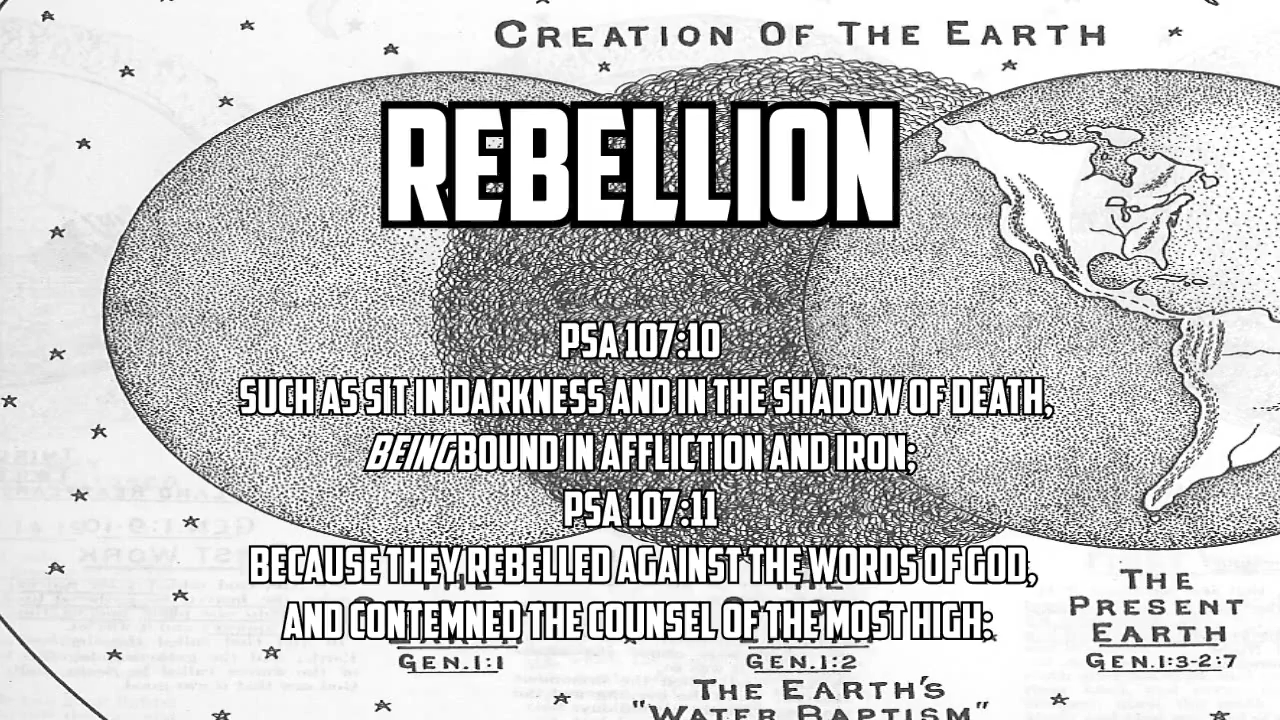 CREATION OF THE EARTH
REBELLION
PSA 107:10
SUCH AS SIT IN DARKNESS AND IN THE SHADOW OF DEATH,
BEING BOUND IN AFFLICTION AND IRON;
PSA 107:11
BECAUSE THEY REBELLED AGAINST THE WORDS OF GOD,
AND CONTEMNED THE COUNSEL OF THE MOST HIGH:
THE
PRESENT
EARTH
GEN.1:1
GEN.1:2
GEN.1:3-2:7
THE EARTH'S
"WATER BAPTISM"